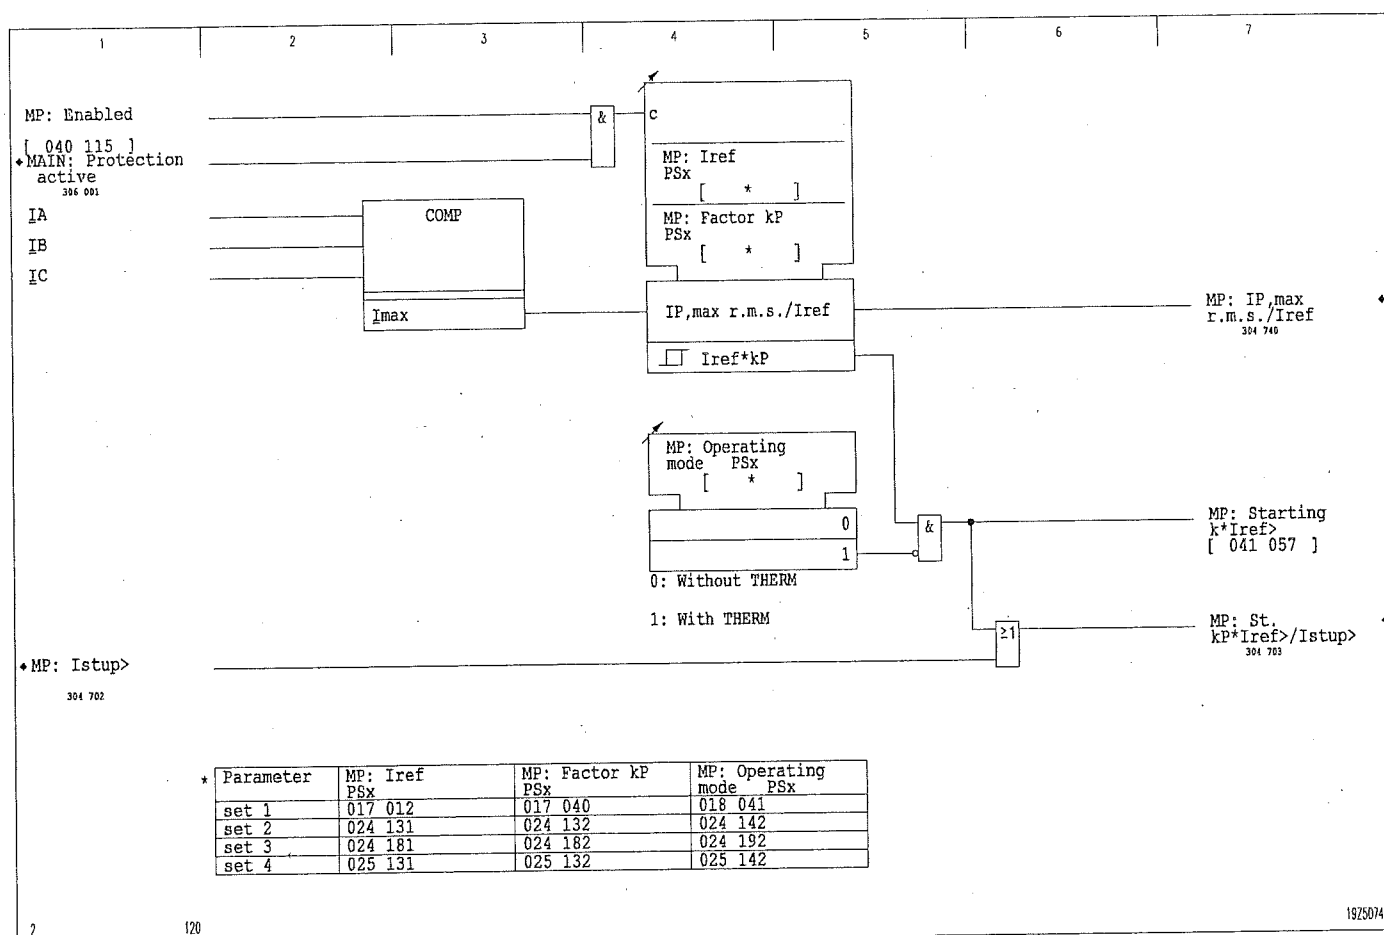 1 2 3 4 5 6 7
MP: Enabled
[ 040 115 ]
MAIN: Protection
active
306 001
IA
IB
IC
COMP
Imax
&
c
MP: Iref
PSx
[ * ]
MP: Factor kP
PSx
[ * ]
IP,max r.m.s./Iref
Iref*kP
MP: IP,max
r.m.s./Iref
304 740
MP: Operating
mode PSx
[ * ]
0
1
0: Without THERM
1: With THERM
&
MP: Starting
k*Iref>
[ 041 057 ]
≥1
MP: St.
kP*Iref>/Istup>
304 703
MP: Istup>
304 702
* Parameter MP: Iref PSx MP: Factor kP PSx MP: Operating mode PSx
set 1 017 012 017 040 018 041
set 2 024 131 024 132 024 142
set 3 024 181 024 182 024 192
set 4 025 131 025 132 025 142
2 120
19Z5074